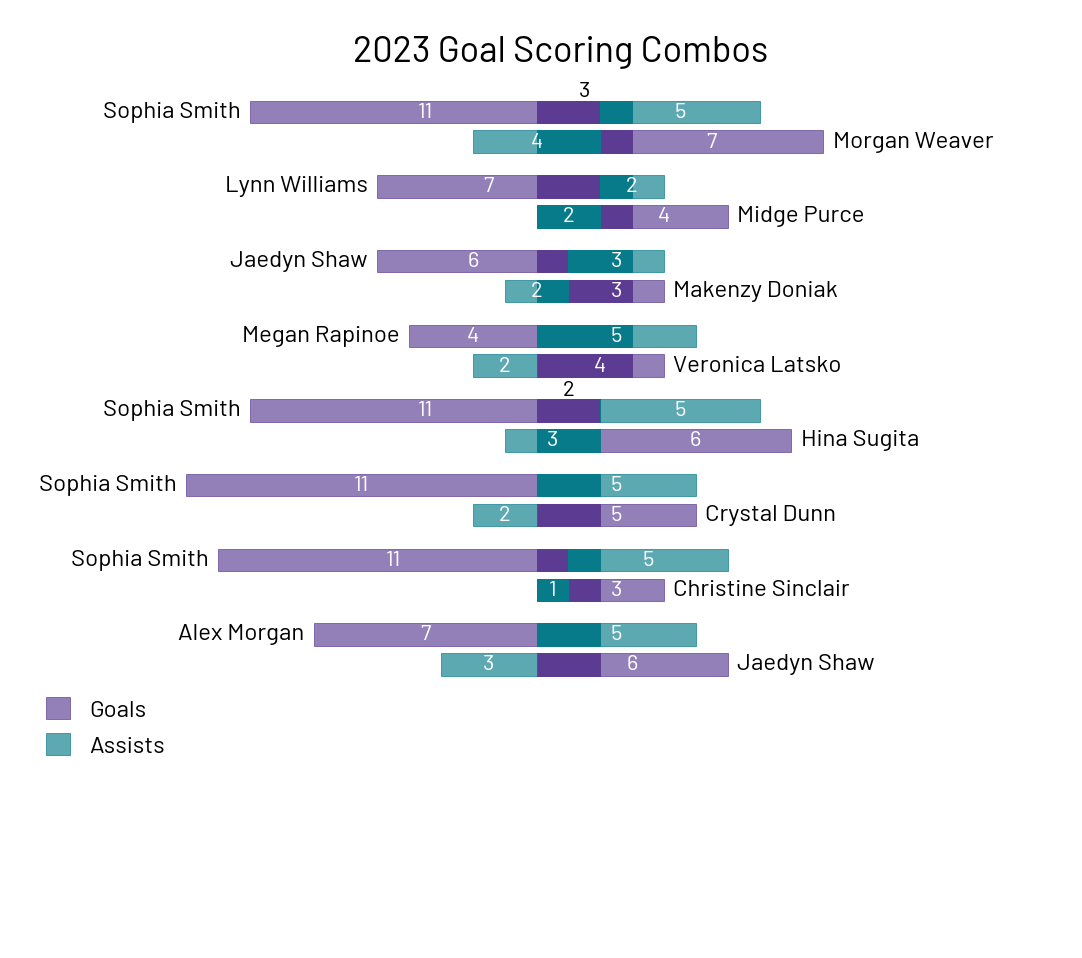 2023 Goal Scoring Combos
3
Sophia Smith 11 5
4 7 Morgan Weaver
Lynn Williams 7 2
2 4 Midge Purce
Jaedyn Shaw 6 3
2 3 Makenzy Doniak
Megan Rapinoe 4 5
2 4 Veronica Latsko
2
Sophia Smith 11 5
3 6 Hina Sugita
Sophia Smith 11 5
2 5 Crystal Dunn
Sophia Smith 11 5
1 3 Christine Sinclair
Alex Morgan 7 5
3 6 Jaedyn Shaw
Goals
Assists